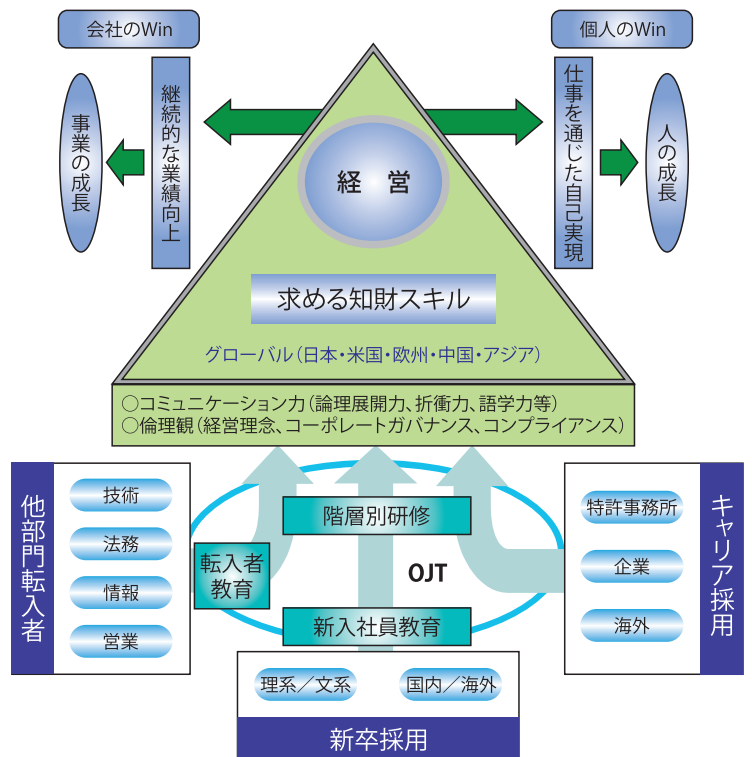 会社のWin
個人のWin
事業の成長
継続的な業績向上
仕事を通じた自己実現
人の成長
経 営
求める知財スキル
グローバル（日本・米国・欧州・中国・アジア）
○コミュニケーション力（論理展開力、折衝力、語学力等）
○倫理観（経営理念、コーポレートガバナンス、コンプライアンス）
他部門転入者
技術
法務
情報
営業
階層別研修
転入者
教育
OJT
新入社員教育
特許事務所
企業
海外
キャリア採用
理系／文系
国内／海外
新卒採用